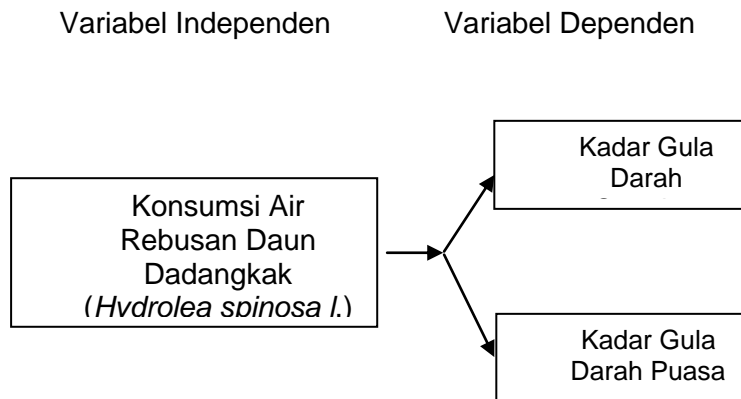 Variabel Independen Variabel Dependen
Kadar Gula
Darah
Konsumsi Air
Rebusan Daun
Dadangkak
(Hydrolea spinosa l.)
Kadar Gula
Darah Puasa